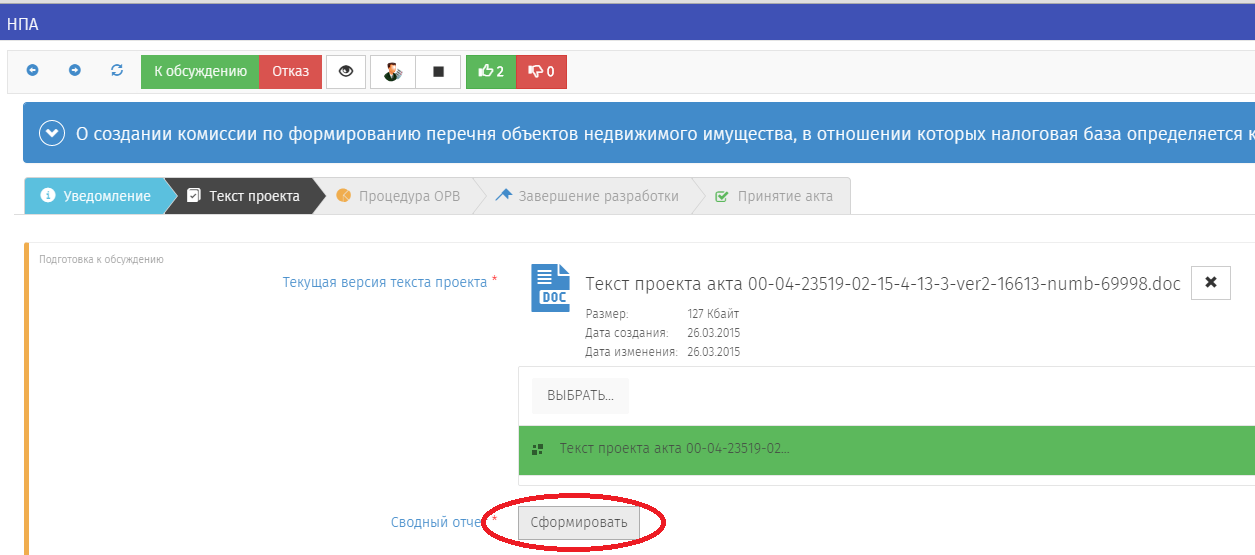 НПА
К обсуждению Отказ 2 0
О создании комиссии по формированию перечня объектов недвижимого имущества, в отношении которых налоговая база определяется к
Уведомление Текст проекта Процедура ОРВ Завершение разработки Принятие акта
Подготовка к обсуждению
Текущая версия текста проекта *
DOC
Текст проекта акта 00-04-23519-02-15-4-13-3-ver2-16613-numb-69998.doc
Размер: 127 Кбайт
Дата создания: 26.03.2015
Дата изменения: 26.03.2015
ВЫБРАТЬ...
Текст проекта акта 00-04-23519-02...
Сводный отче * Сформировать